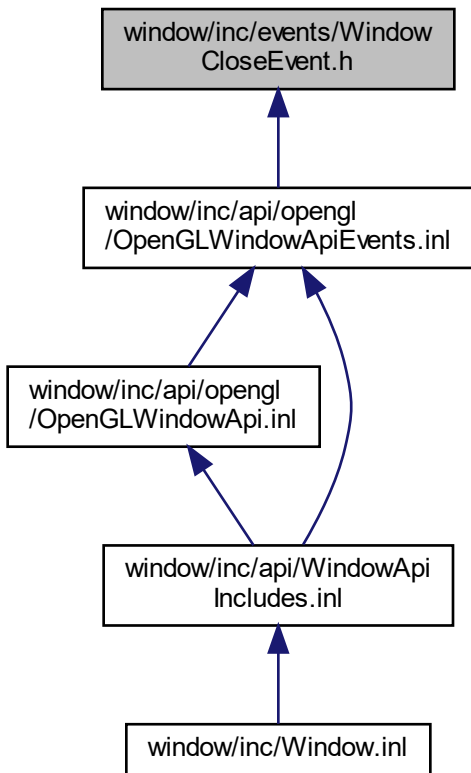 window/inc/events/Window
CloseEvent.h
window/inc/api/opengl
/OpenGLWindowApiEvents.inl
window/inc/api/opengl
/OpenGLWindowApi.inl
window/inc/api/WindowApi
Includes.inl
window/inc/Window.inl